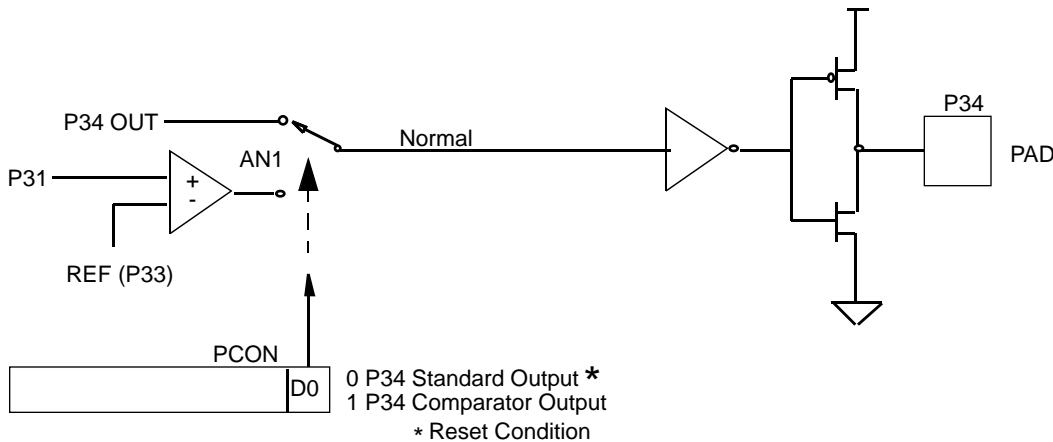 P34
P34 OUT
Normal
AN1
PAD
P31
+
-
REF (P33)
PCON
D0
0 P34 Standard Output *
1 P34 Comparator Output
* Reset Condition